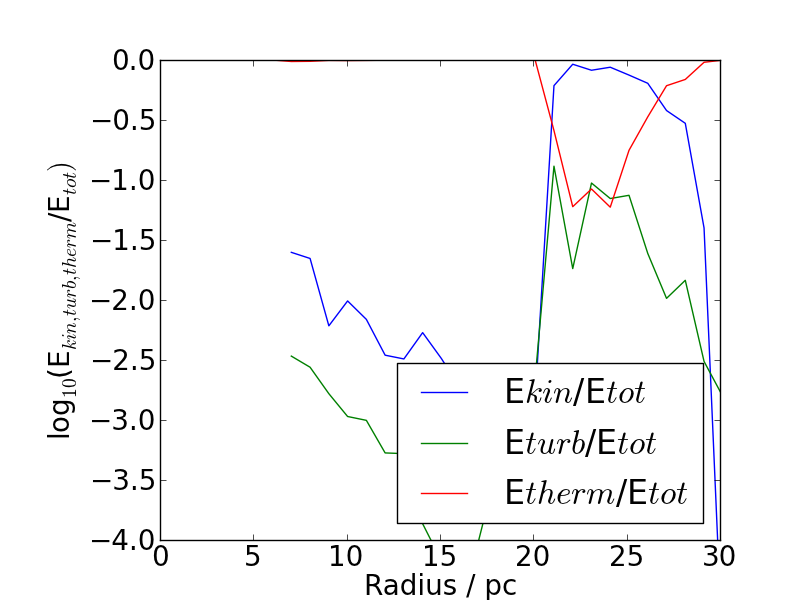 0.0
−0.5
−1.0
−1.5
−2.0
−2.5
−3.0
−3.5
−4.0
log10(Ekin,turb,therm/Etot)
Ekin/Etot
Eturb/Etot
Etherm/Etot
0 5 10 15 20 25 30
Radius / pc